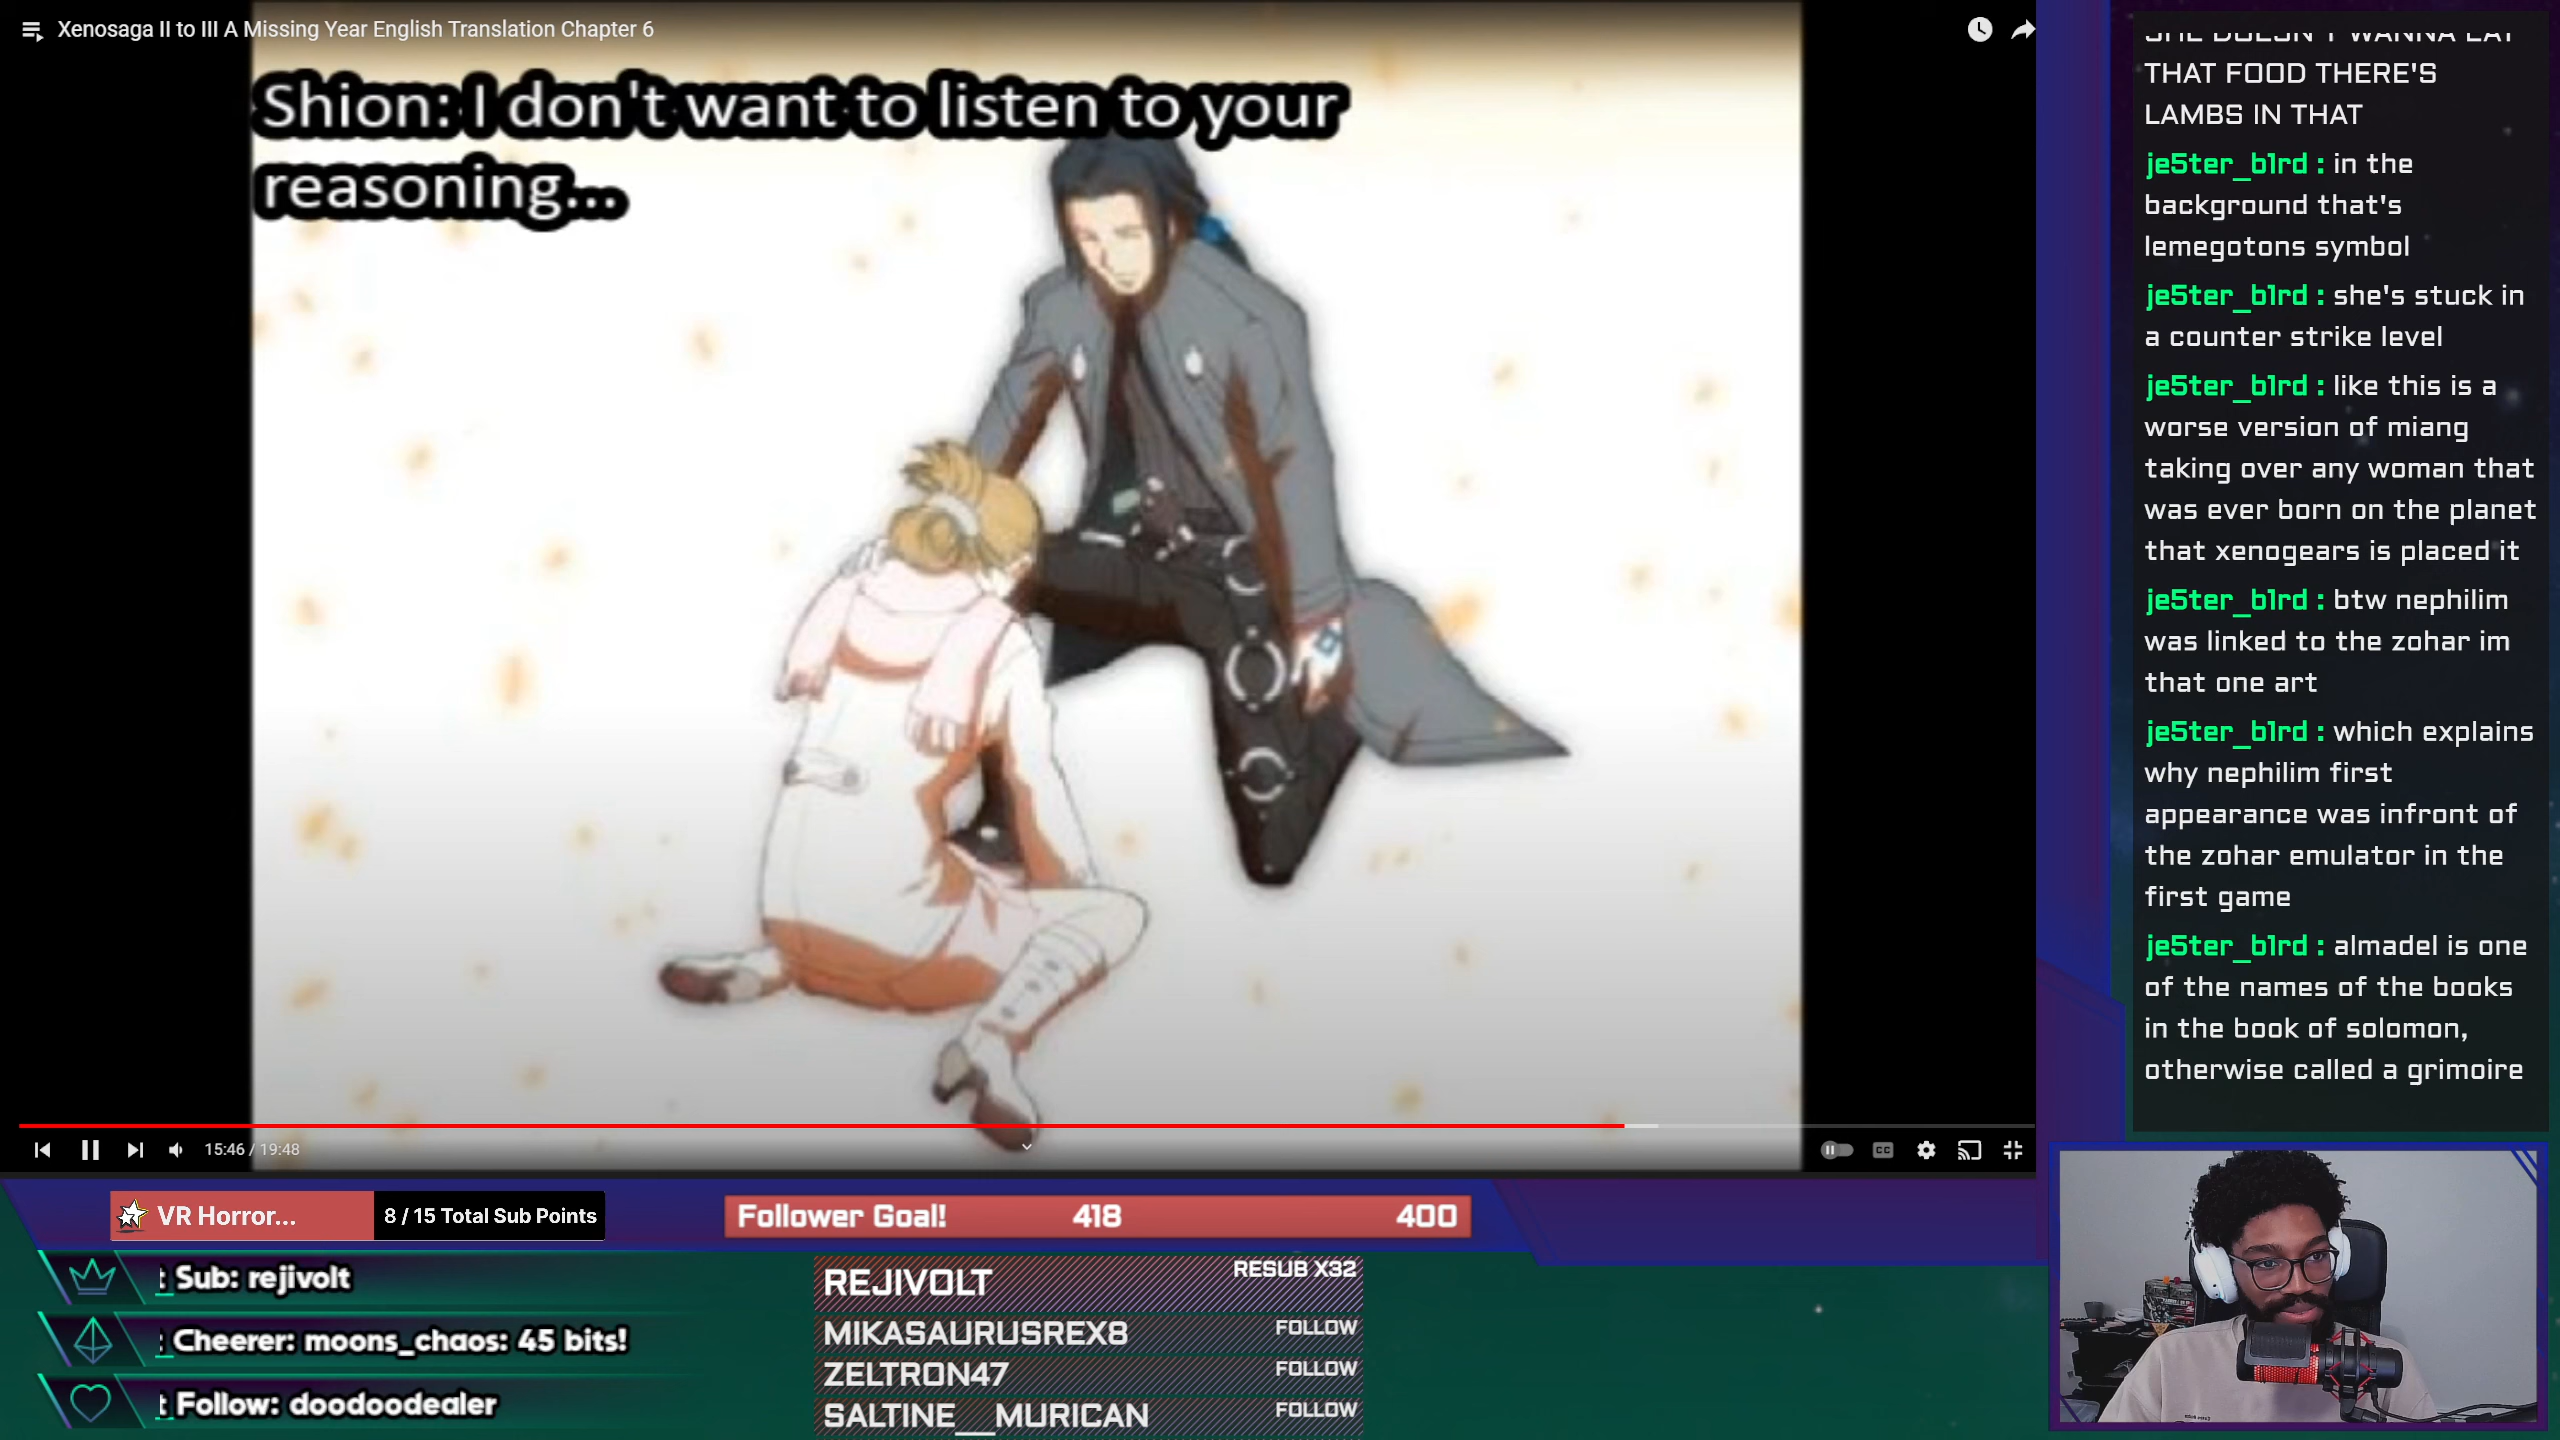 Xenosaga II to III A Missing Year English Translation Chapter 6
Shion: I don't want to listen to your
reasoning...
15:46 / 19:48
CC
SHE DOESN'T WANNA EAT
THAT FOOD THERE'S
LAMBS IN THAT
je5ter_b1rd : in the
background that's
lemegotons symbol
je5ter_b1rd : she's stuck in
a counter strike level
je5ter_b1rd : like this is a
worse version of miang
taking over any woman that
was ever born on the planet
that xenogears is placed it
je5ter_b1rd : btw nephilim
was linked to the zohar im
that one art
je5ter_b1rd : which explains
why nephilim first
appearance was infront of
the zohar emulator in the
first game
je5ter_b1rd : almadel is one
of the names of the books
in the book of solomon,
otherwise called a grimoire
VR Horror... 8 / 15 Total Sub Points
Follower Goal! 418 400
t Sub: rejivolt
: Cheerer: moons_chaos: 45 bits!
t Follow: doodoodealer
REJIVOLT RESUB X32
MIKASAURUSREX8 FOLLOW
ZELTRON47 FOLLOW
SALTINE__MURICAN FOLLOW